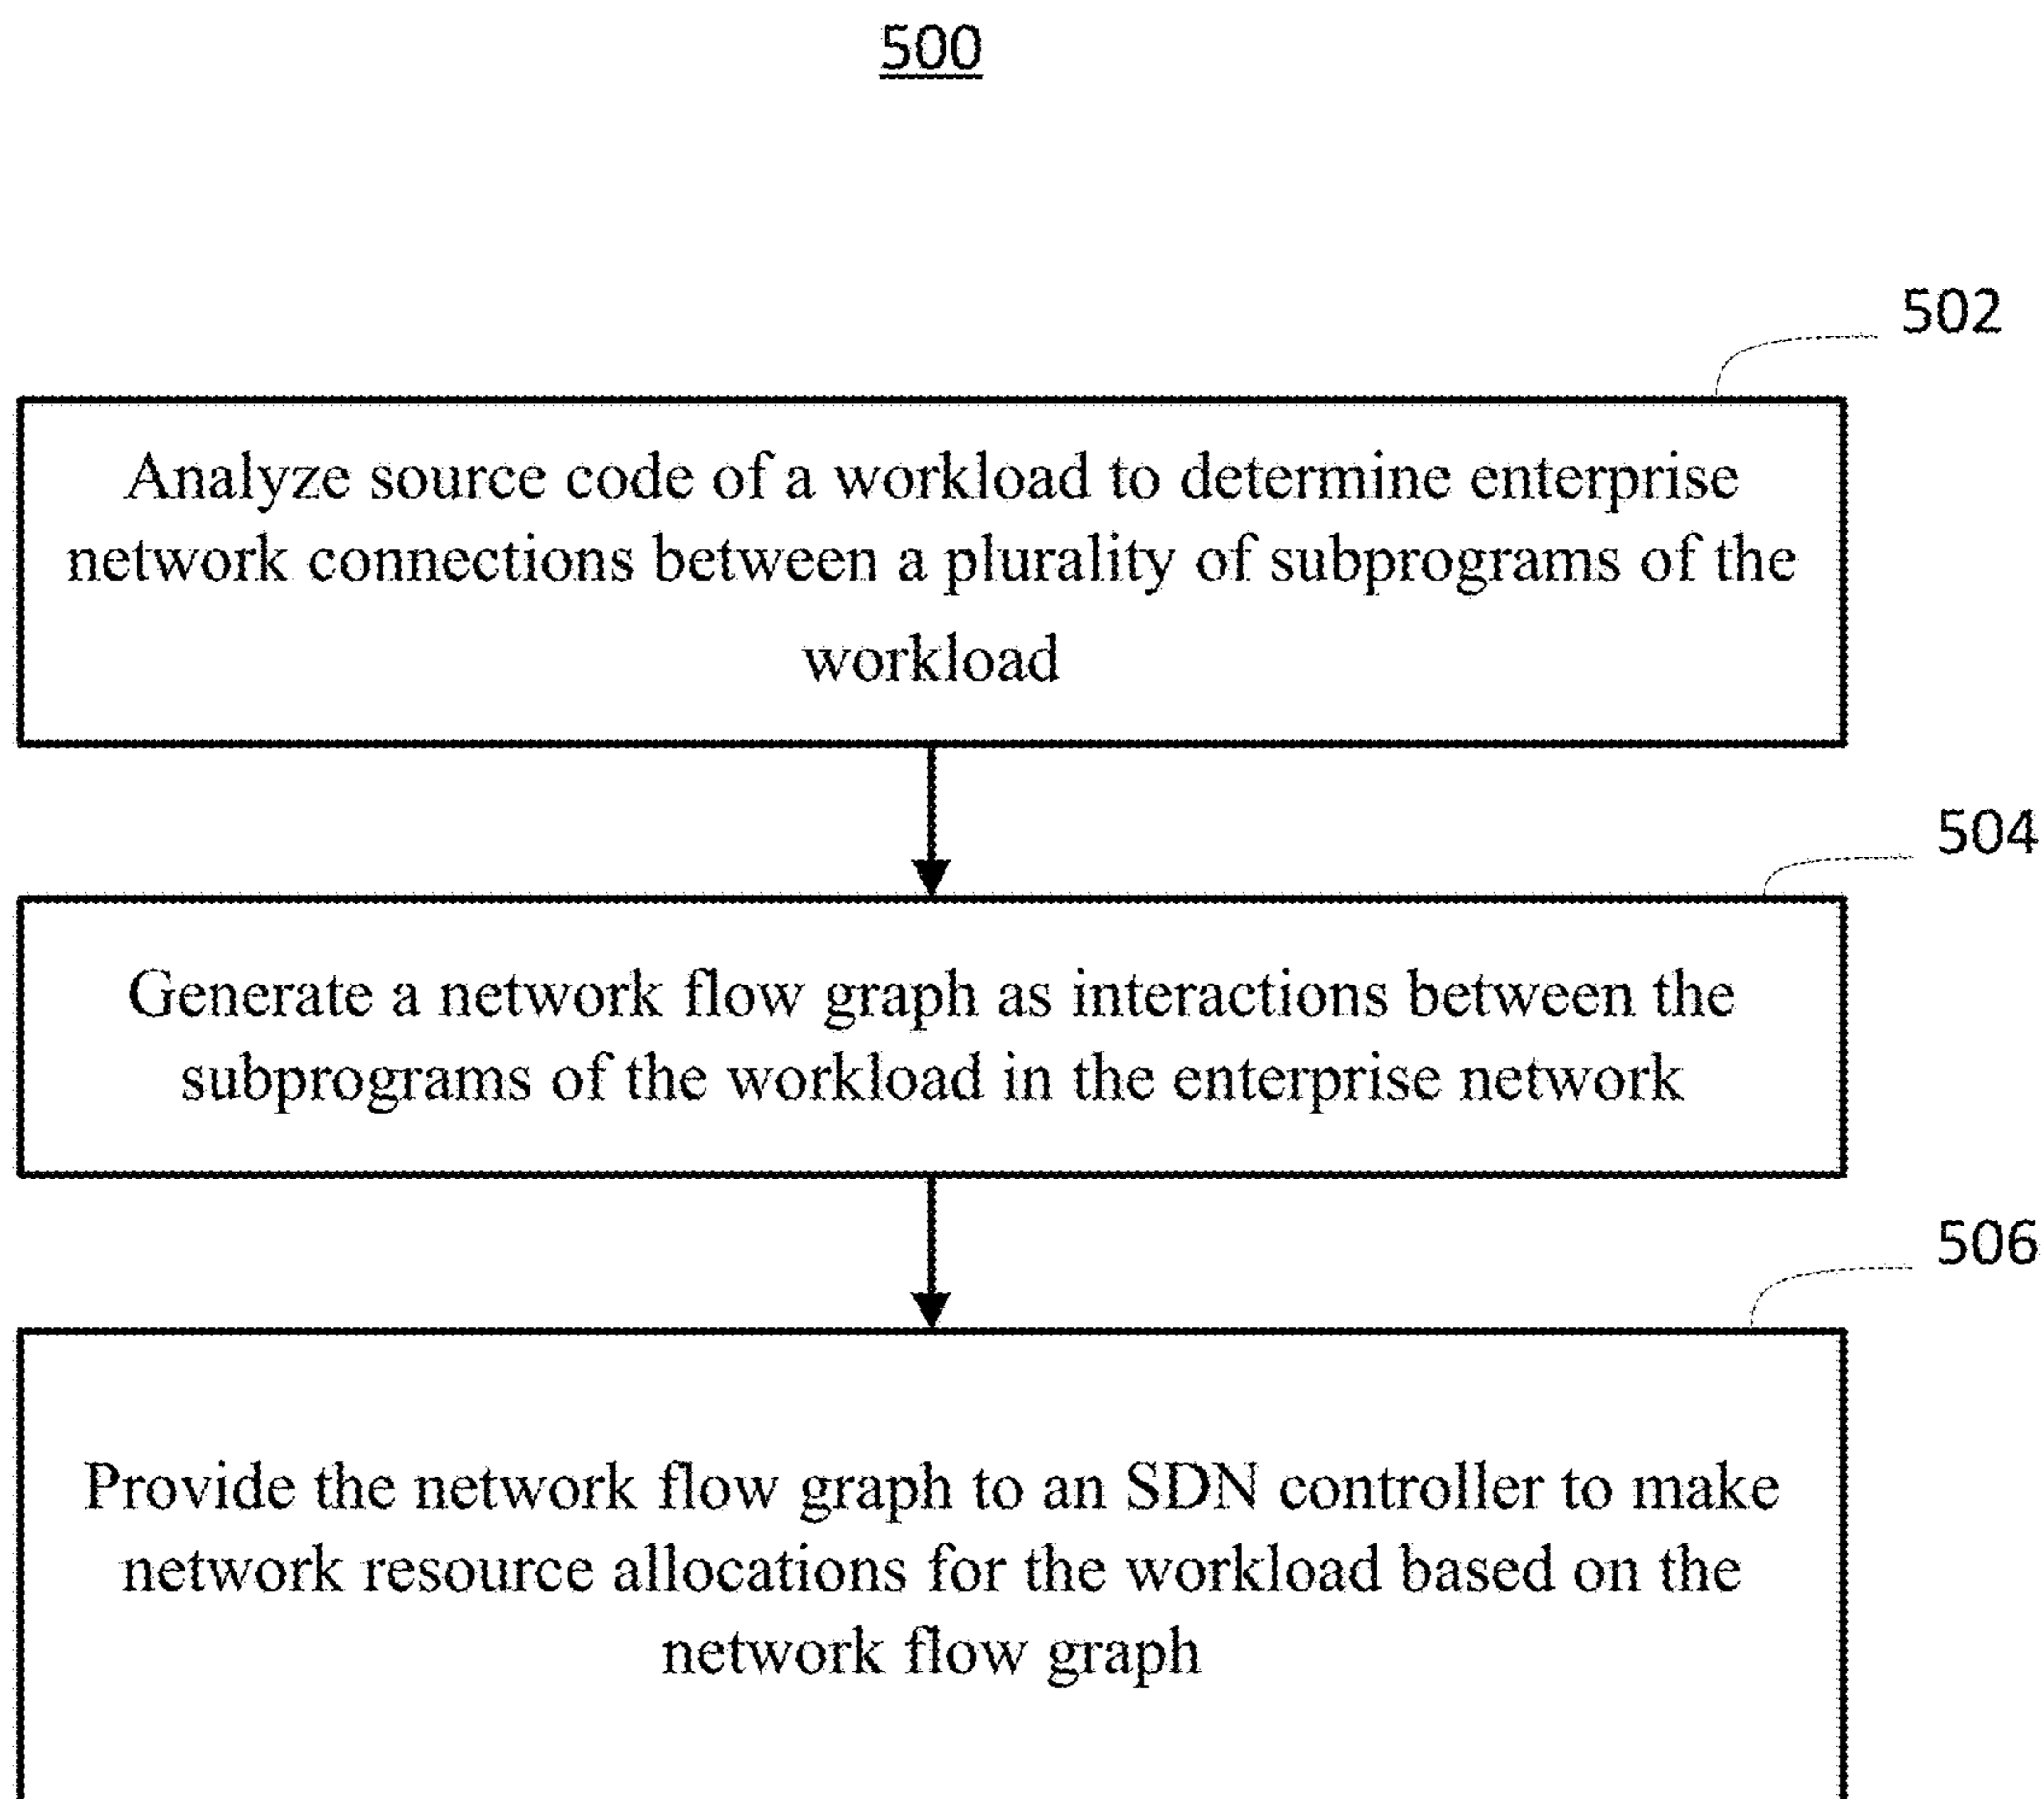 500
502
Analyze source code of a workload to determine enterprise
network connections between a plurality of subprograms of the
workload
504
Generate a network flow graph as interactions between the
subprograms of the workload in the enterprise network
506
Provide the network flow graph to an SDN controller to make
network resource allocations for the workload based on the
network flow graph